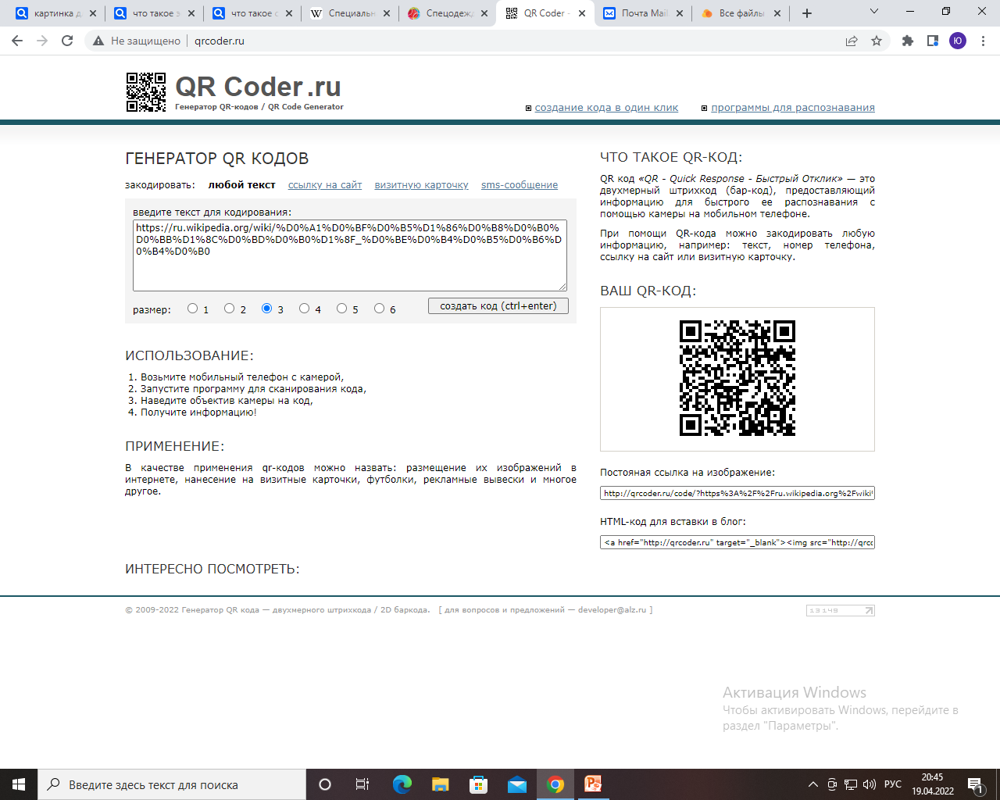 картинка д
что такое э
что такое с
Специальн
Спецодежд
QR Coder -
Почта Mail
Все файлы
Не защищено
qrcoder.ru
Ю
QR Coder.ru
Генератор QR-кодов / QR Code Generator
создание кода в один клик
программы для распознавания
ГЕНЕРАТОР QR КОДОВ
закодировать: любой текст ссылку на сайт визитную карточку sms-сообщение
введите текст для кодирования:
https://ru.wikipedia.org/wiki/%D0%A1%D0%BF%D0%B5%D1%86%D0%B8%D0%B0%
D0%BB%D1%8C%D0%BD%D0%B0%D1%8F_%D0%BE%D0%B4%D0%B5%D0%B6%D
0%B4%D0%B0
размер: 1 2 3 4 5 6
создать код (ctrl+enter)
ИСПОЛЬЗОВАНИЕ:
1. Возьмите мобильный телефон с камерой,
2. Запустите программу для сканирования кода,
3. Наведите объектив камеры на код,
4. Получите информацию!
ПРИМЕНЕНИЕ:
В качестве применения qr-кодов можно назвать: размещение их изображений в
интернете, нанесение на визитные карточки, футболки, рекламные вывески и многое
другое.
ЧТО ТАКОЕ QR-КОД:
QR код «QR - Quick Response - Быстрый Отклик» — это
двухмерный штрихкод (бар-код), предоставляющий
информацию для быстрого ее распознавания с
помощью камеры на мобильном телефоне.
При помощи QR-кода можно закодировать любую
информацию, например: текст, номер телефона,
ссылку на сайт или визитную карточку.
ВАШ QR-КОД:
Постояная ссылка на изображение:
http://qrcoder.ru/code/?https%3A%2F%2Fru.wikipedia.org%2Fwiki
HTML-код для вставки в блог:
<a href="http://qrcoder.ru" target="_blank"><img src="http://qrcc
ИНТЕРЕСНО ПОСМОТРЕТЬ:
© 2009-2022 Генератор QR кода — двухмерного штрихкода / 2D баркода. [ для вопросов и предложений — developer@alz.ru ]
13149
Активация Windows
Чтобы активировать Windows, перейдите в
раздел "Параметры".
Введите здесь текст для поиска
РУС
20:45
19.04.2022
1